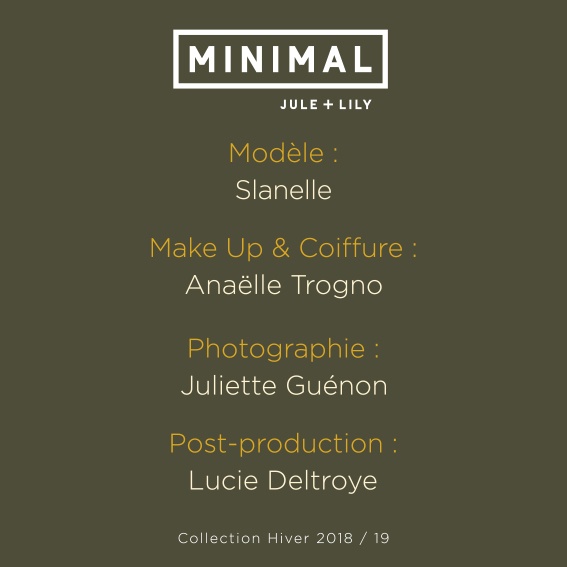 MINIMAL
JULE + LILY
Modèle :
Slanelle
Make Up & Coiffure :
Anaëlle Trogno
Photographie :
Juliette Guénon
Post-production :
Lucie Deltroye
Collection Hiver 2018 / 19